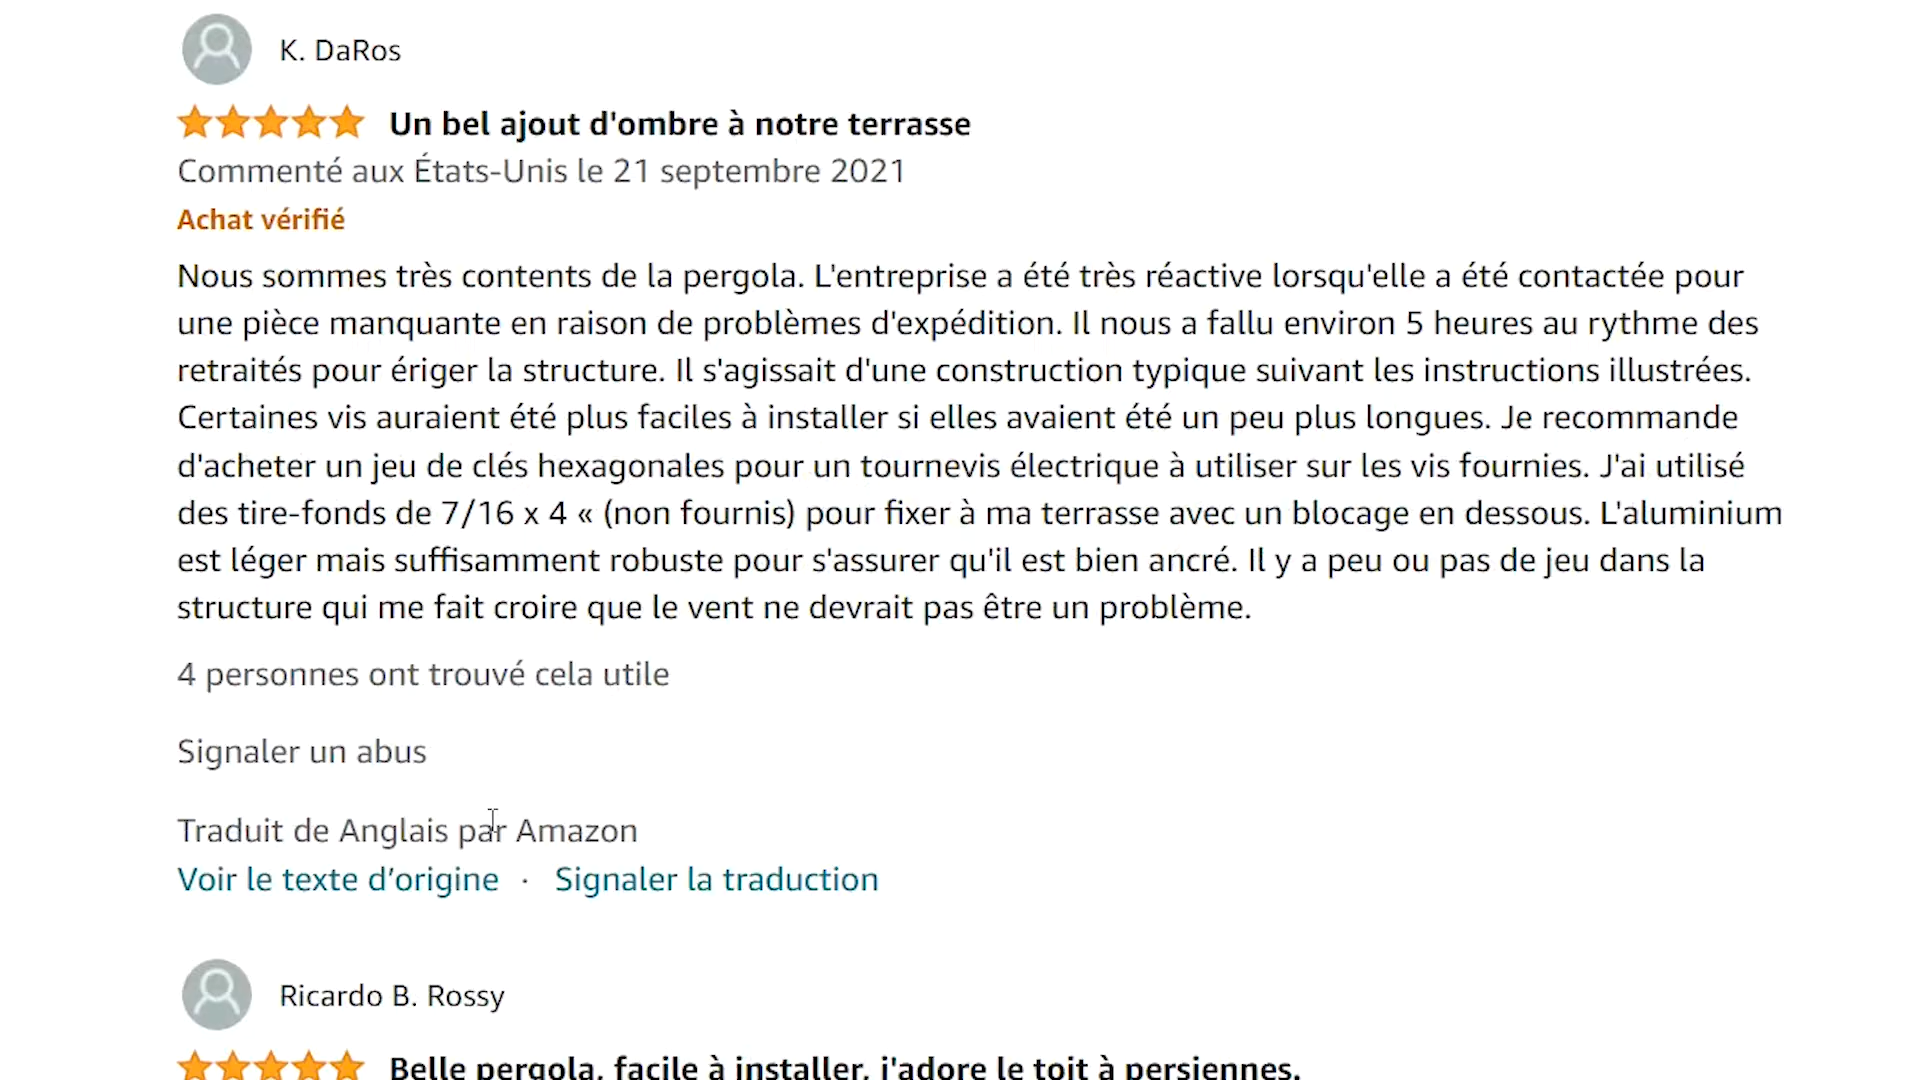 K. DaRos
Un bel ajout d'ombre à notre terrasse
Commenté aux États-Unis le 21 septembre 2021
Achat vérifié
Nous sommes très contents de la pergola. L'entreprise a été très réactive lorsqu'elle a été contactée pour
une pièce manquante en raison de problèmes d'expédition. Il nous a fallu environ 5 heures au rythme des
retraités pour ériger la structure. Il s'agissait d'une construction typique suivant les instructions illustrées.
Certaines vis auraient été plus faciles à installer si elles avaient été un peu plus longues. Je recommande
d'acheter un jeu de clés hexagonales pour un tournevis électrique à utiliser sur les vis fournies. J'ai utilisé
des tire-fonds de 7/16 x 4 « (non fournis) pour fixer à ma terrasse avec un blocage en dessous. L'aluminium
est léger mais suffisamment robuste pour s'assurer qu'il est bien ancré. Il y a peu ou pas de jeu dans la
structure qui me fait croire que le vent ne devrait pas être un problème.
4 personnes ont trouvé cela utile
Signaler un abus
Traduit de Anglais par Amazon
Voir le texte d’origine · Signaler la traduction
Ricardo B. Rossy
Belle pergola, facile à installer, j'adore le toit à persiennes.